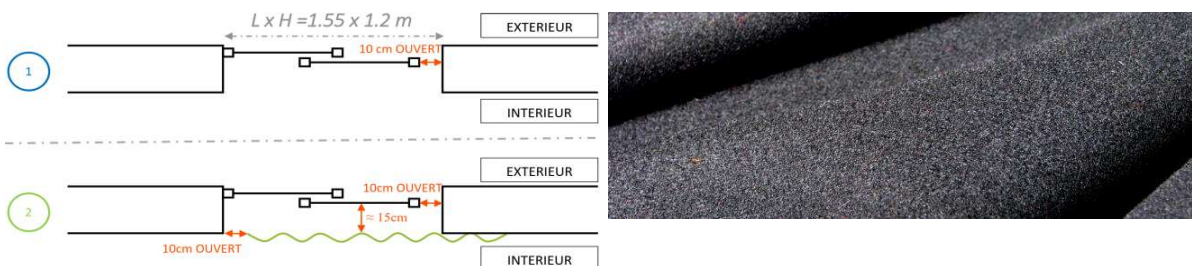 L x H =1.55 x 1.2 m
EXTERIEUR
10 cm OUVERT
1
INTERIEUR
EXTERIEUR
10cm OUVERT
2
≈ 15cm
10cm OUVERT
INTERIEUR